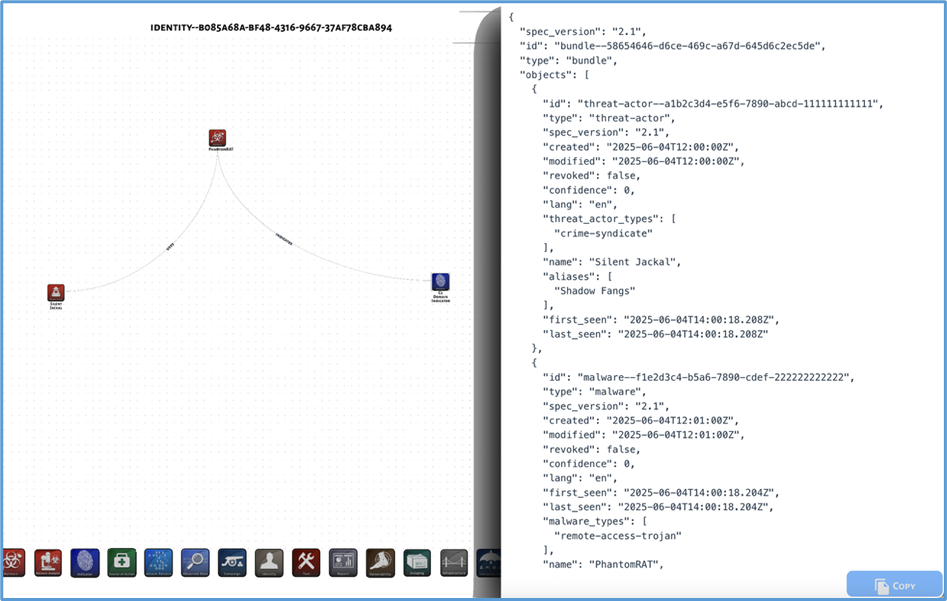 IDENTITY--B085A68A-BF48-4316-9667-37AF78CBA894
PhantomRAT
uses
indicates
Silent
Jackal
C2
Domain
Indicator
Indicator
Identity
Tool
Report
{
"spec_version": "2.1",
"id": "bundle--58654646-d6ce-469c-a67d-645d6c2ec5de",
"type": "bundle",
"objects": [
{
"id": "threat-actor--a1b2c3d4-e5f6-7890-abcd-111111111111",
"type": "threat-actor",
"spec_version": "2.1",
"created": "2025-06-04T12:00:00Z",
"modified": "2025-06-04T12:00:00Z",
"revoked": false,
"confidence": 0,
"lang": "en",
"threat_actor_types": [
"crime-syndicate"
],
"name": "Silent Jackal",
"aliases": [
"Shadow Fangs"
],
"first_seen": "2025-06-04T14:00:18.208Z",
"last_seen": "2025-06-04T14:00:18.208Z"
},
{
"id": "malware--f1e2d3c4-b5a6-7890-cdef-222222222222",
"type": "malware",
"spec_version": "2.1",
"created": "2025-06-04T12:01:00Z",
"modified": "2025-06-04T12:01:00Z",
"revoked": false,
"confidence": 0,
"lang": "en",
"first_seen": "2025-06-04T14:00:18.204Z",
"last_seen": "2025-06-04T14:00:18.204Z",
"malware_types": [
"remote-access-trojan"
],
"name": "PhantomRAT",
Copy